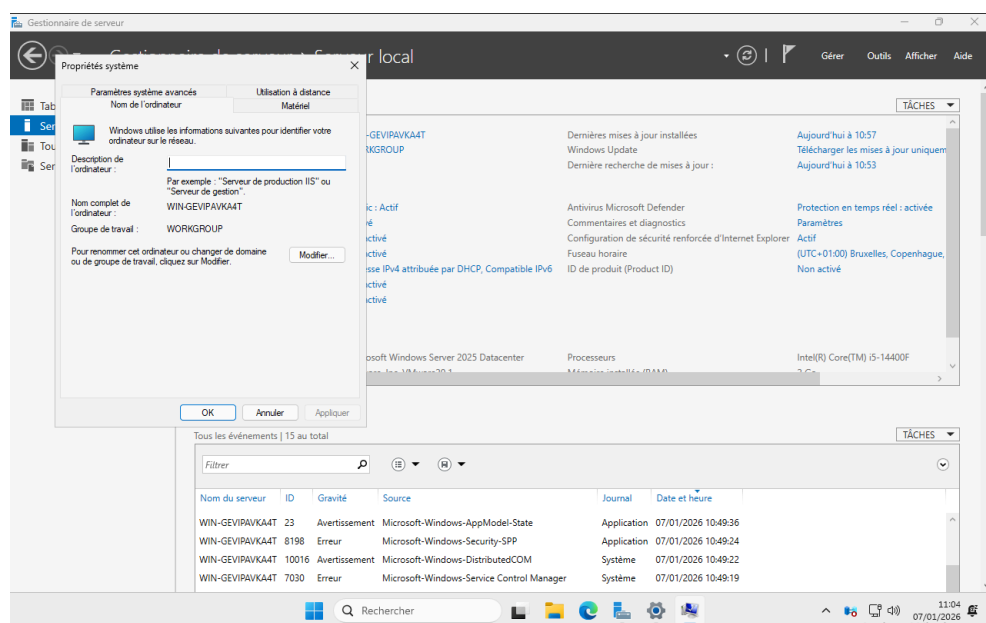 Gestionnaire de serveur
r local
Gérer Outils Afficher Aide
Propriétés système
Paramètres système avancés
Utilisation à distance
Nom de l'ordinateur
Matériel
Windows utilise les informations suivantes pour identifier votre
ordinateur sur le réseau.
Description de
l'ordinateur :
Par exemple : "Serveur de production IIS" ou
"Serveur de gestion".
Nom complet de
l'ordinateur :
WIN-GEVIPAVKA4T
Groupe de travail :
WORKGROUP
Pour renommer cet ordinateur ou changer de domaine
ou de groupe de travail, cliquez sur Modifier.
Modifier...
OK
Annuler
Appliquer
Tab
Ser
Tou
Ser
TÂCHES
-GEVIPAVKA4T
RKGROUP
Dernières mises à jour installées
Aujourd'hui à 10:57
Windows Update
Télécharger les mises à jour uniquem
Dernière recherche de mises à jour :
Aujourd'hui à 10:53
ic : Actif
vé
activé
sse IPv4 attribuée par DHCP, Compatible IPv6
activé
activé
Antivirus Microsoft Defender
Protection en temps réel : activée
Commentaires et diagnostics
Paramètres
Configuration de sécurité renforcée d'Internet Explorer
Actif
Fuseau horaire
(UTC+01:00) Bruxelles, Copenhague,
ID de produit (Product ID)
Non activé
osoft Windows Server 2025 Datacenter
Processeurs
Intel(R) Core(TM) i5-14400F
Mémoire installée (RAM)
Tous les événements | 15 au total
TÂCHES
Filtrer
Nom du serveur ID Gravité Source Journal Date et heure
WIN-GEVIPAVKA4T 23 Avertissement Microsoft-Windows-AppModel-State Application 07/01/2026 10:49:36
WIN-GEVIPAVKA4T 8198 Erreur Microsoft-Windows-Security-SPP Application 07/01/2026 10:49:24
WIN-GEVIPAVKA4T 10016 Avertissement Microsoft-Windows-DistributedCOM Système 07/01/2026 10:49:22
WIN-GEVIPAVKA4T 7030 Erreur Microsoft-Windows-Service Control Manager Système 07/01/2026 10:49:19
Rechercher
11:04
07/01/2026